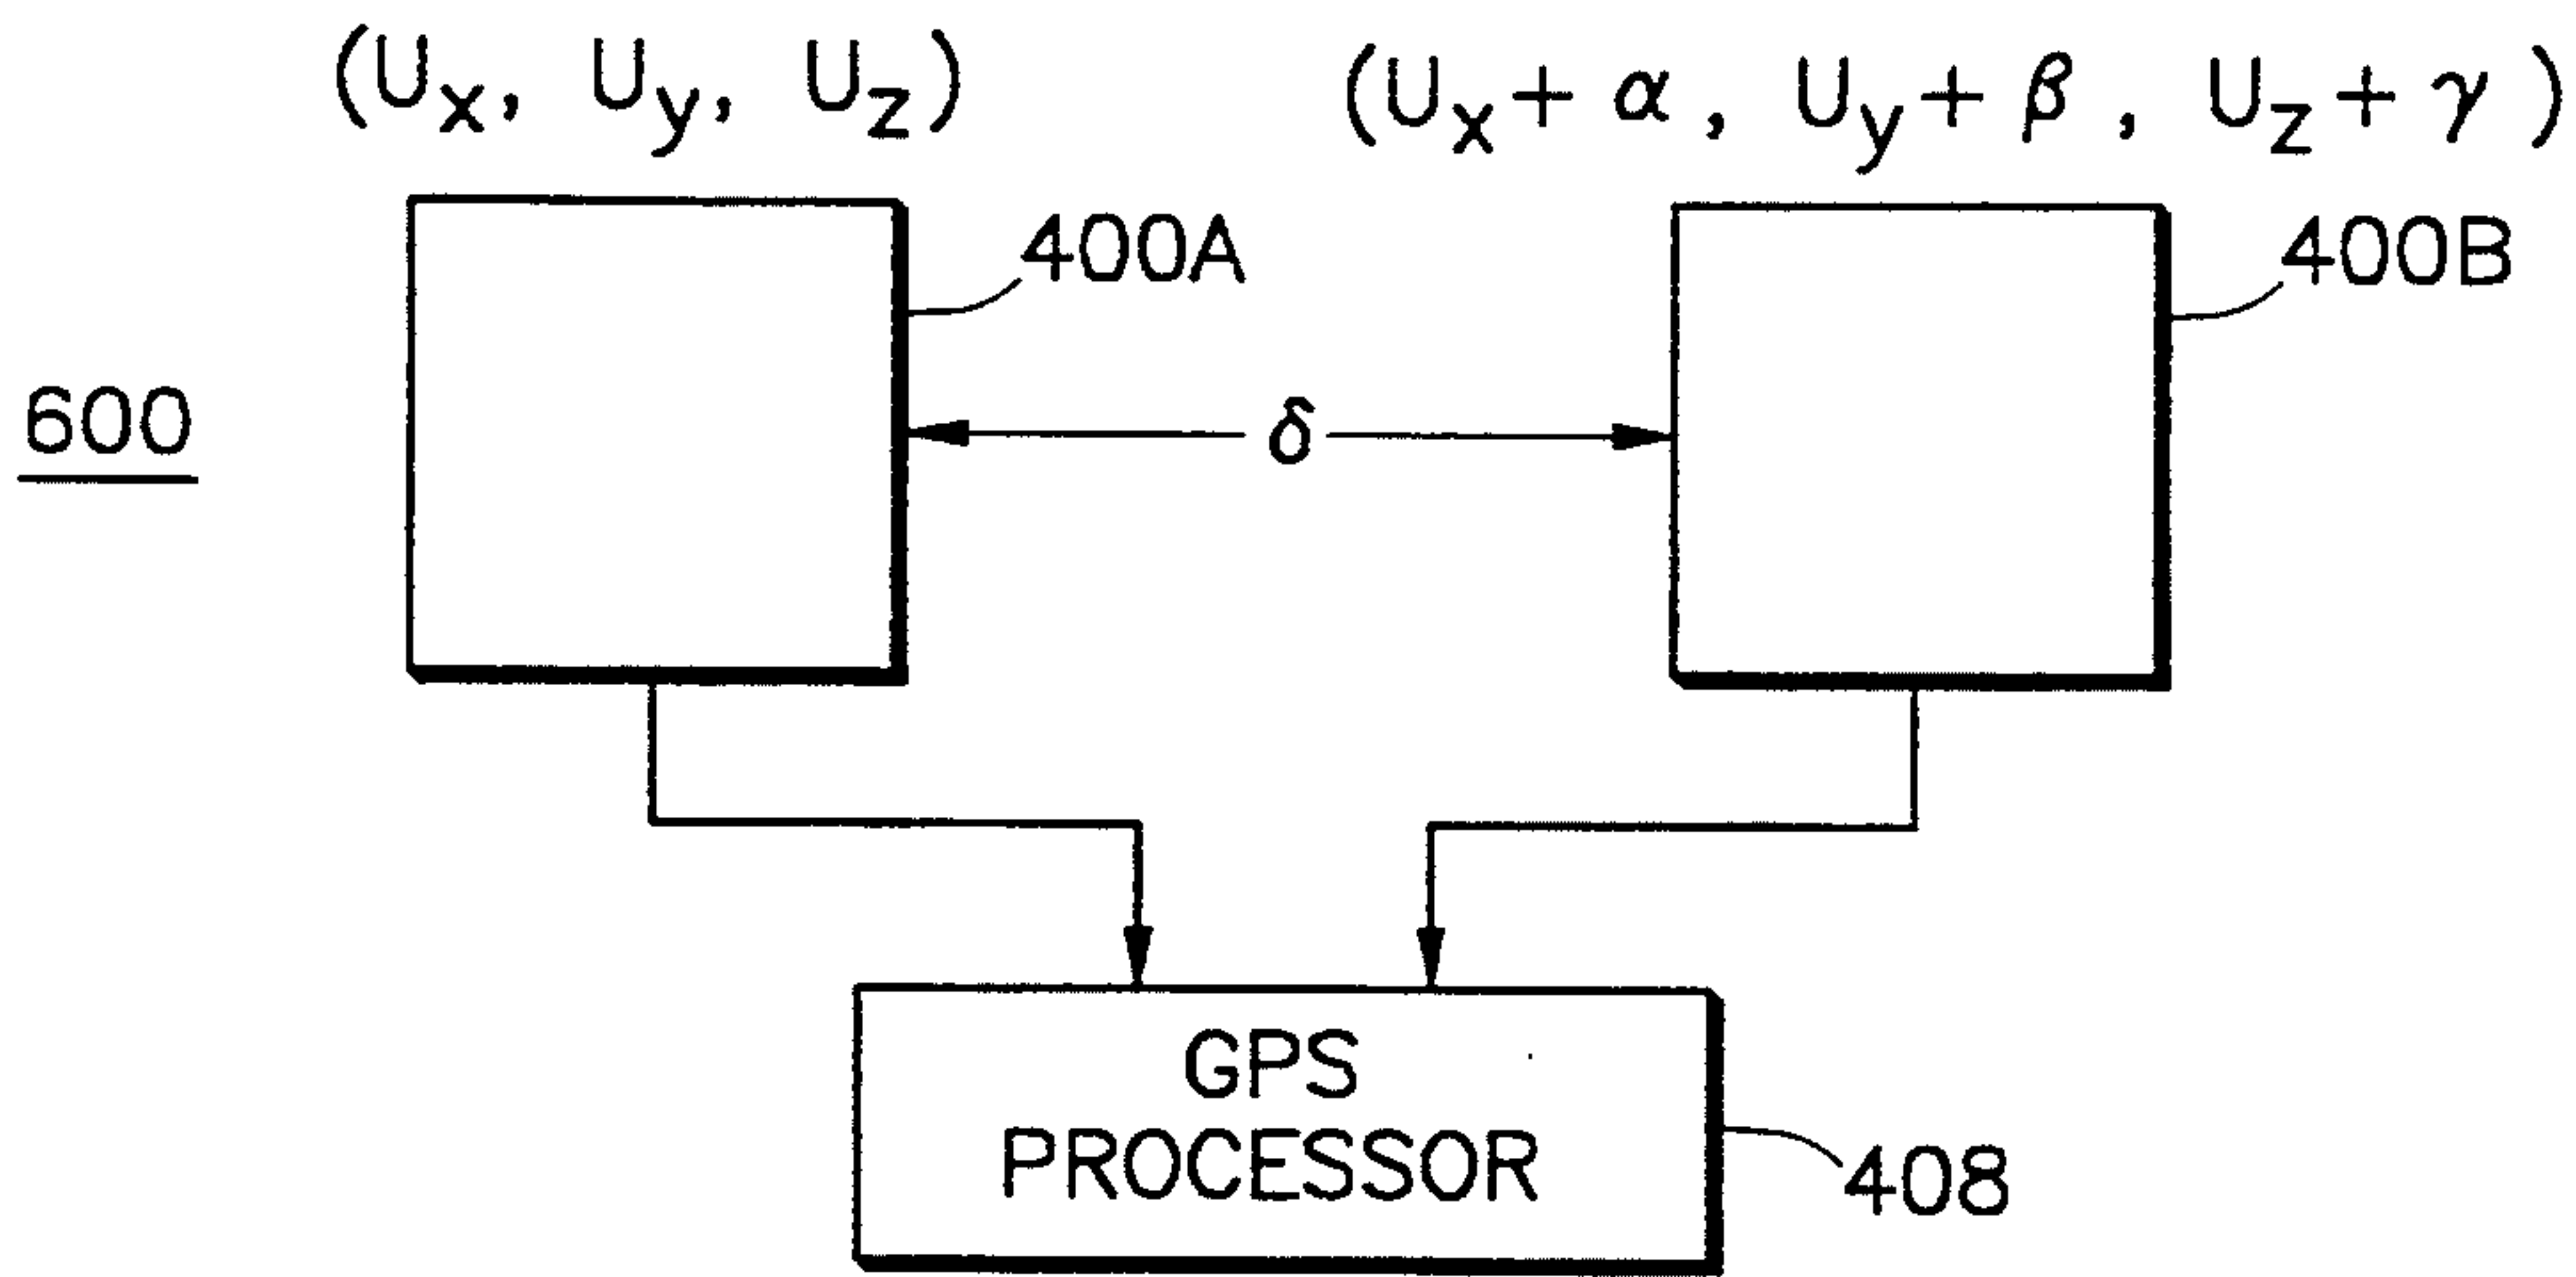 (Ux, Uy, Uz)
(Ux + α, Uy + β, Uz + γ)
400A
400B
600
δ
GPS
PROCESSOR
408